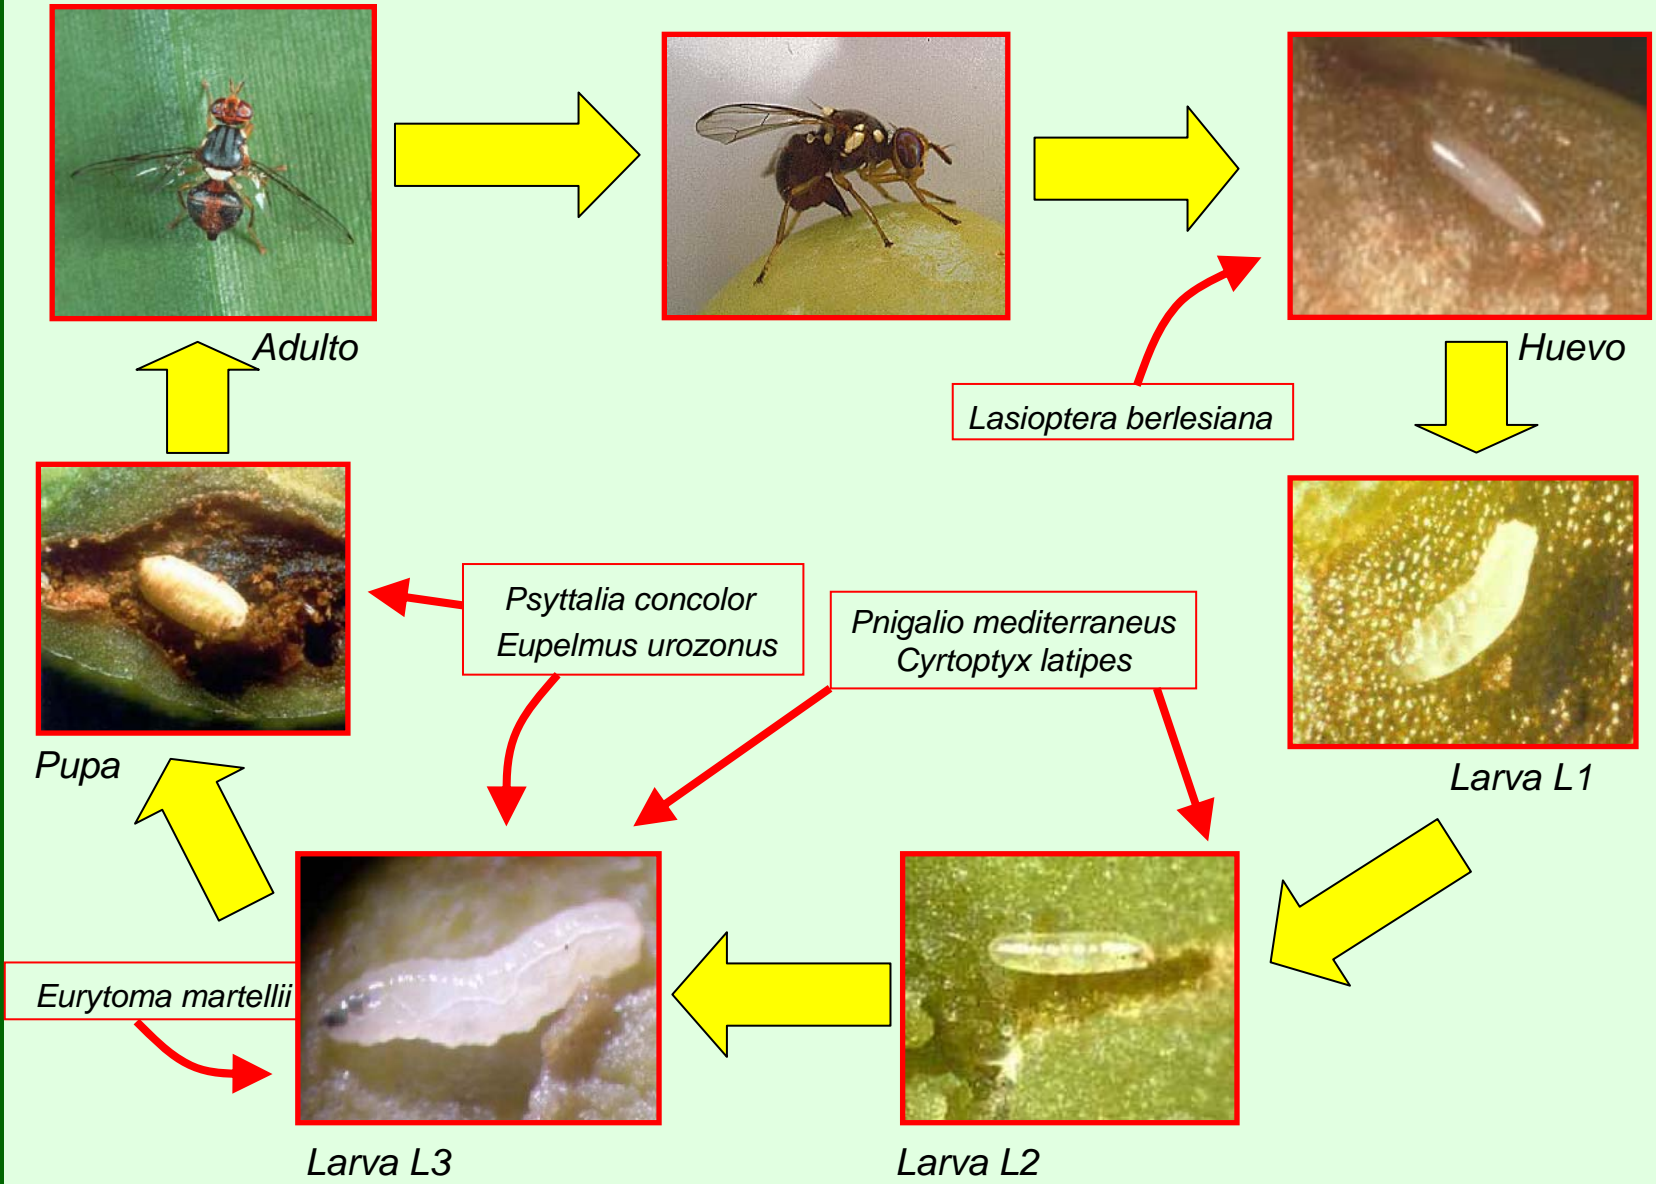 Adulto
Huevo
Lasioptera berlesiana
Psyttalia concolor
Eupelmus urozonus
Pnigalio mediterraneus
Cyrtoptyx latipes
Pupa
Larva L1
Eurytoma martellii
Larva L3
Larva L2